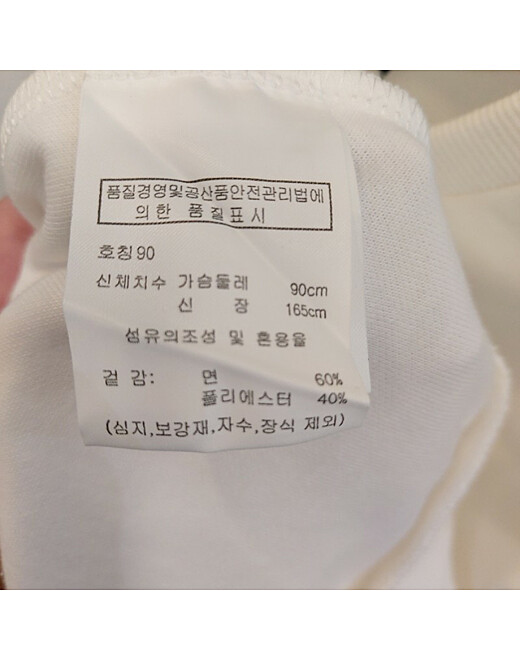 품질경영및공산품안전관리법에
의한 품질표시
호칭90
신체치수 가슴둘레 90cm
신 장 165cm
섬유의조성 및 혼용율
겉 감: 면 60%
폴리에스터 40%
(심지,보강재,자수,장식 제외)